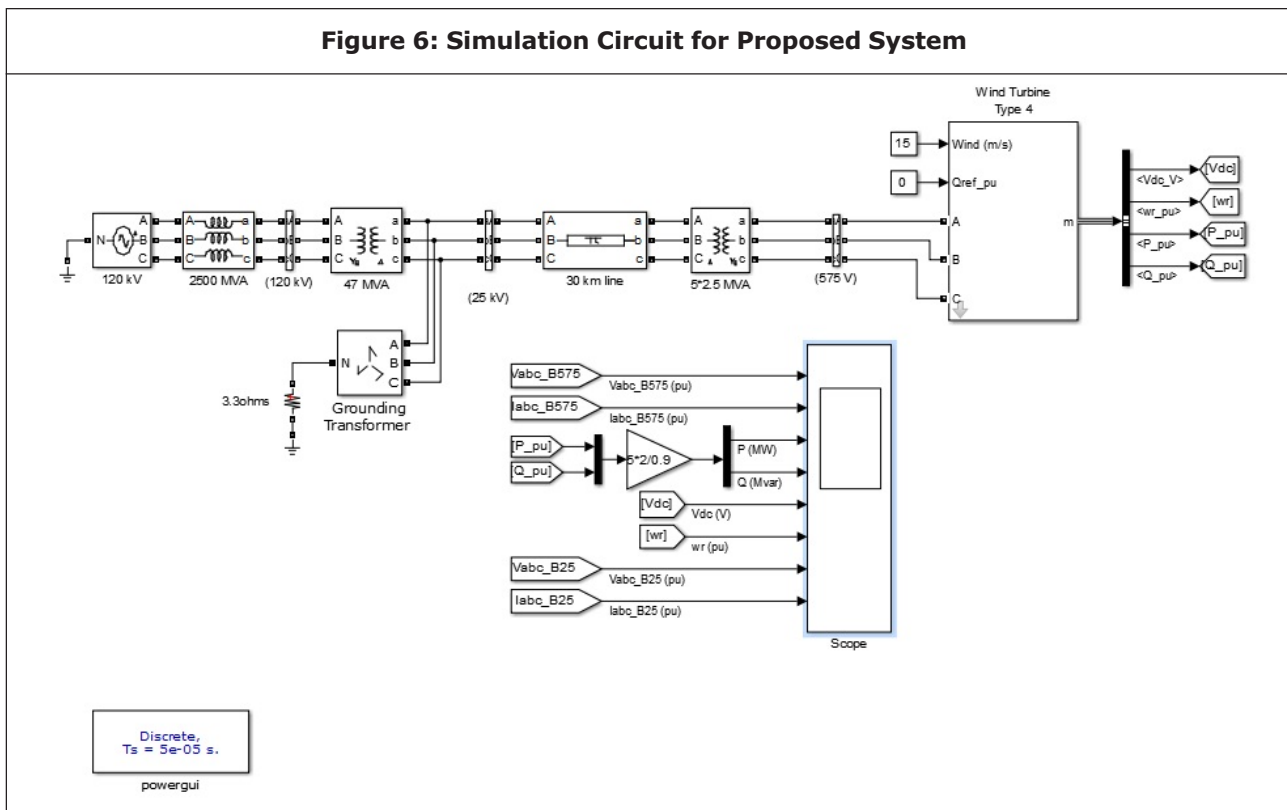 Figure 6: Simulation Circuit for Proposed System
Wind Turbine
Type 4
15
Wind (m/s)
0
Qref_pu
A
B
C
m
<Vdc_V>
<wr_pu>
<P_pu>
<Q_pu>
[Vdc]
[wr]
[P_pu]
[Q_pu]
N
A
B
C
120 kV
A
B
C
a
b
c
2500 MVA
(120 kV)
A
B
C
a
b
c
47 MVA
(25 kV)
A
B
C
a
b
c
30 km line
A
B
C
a
b
c
5*2.5 MVA
(575 V)
N
A
B
C
3.3ohms
Grounding
Transformer
Vabc_B575
Vabc_B575 (pu)
Iabc_B575
Iabc_B575 (pu)
[P_pu]
[Q_pu]
5*2/0.9
P (MW)
Q (Mvar)
[Vdc]
Vdc (V)
[wr]
wr (pu)
Vabc_B25
Vabc_B25 (pu)
Iabc_B25
Iabc_B25 (pu)
Scope
Discrete,
Ts = 5e-05 s.
powergui